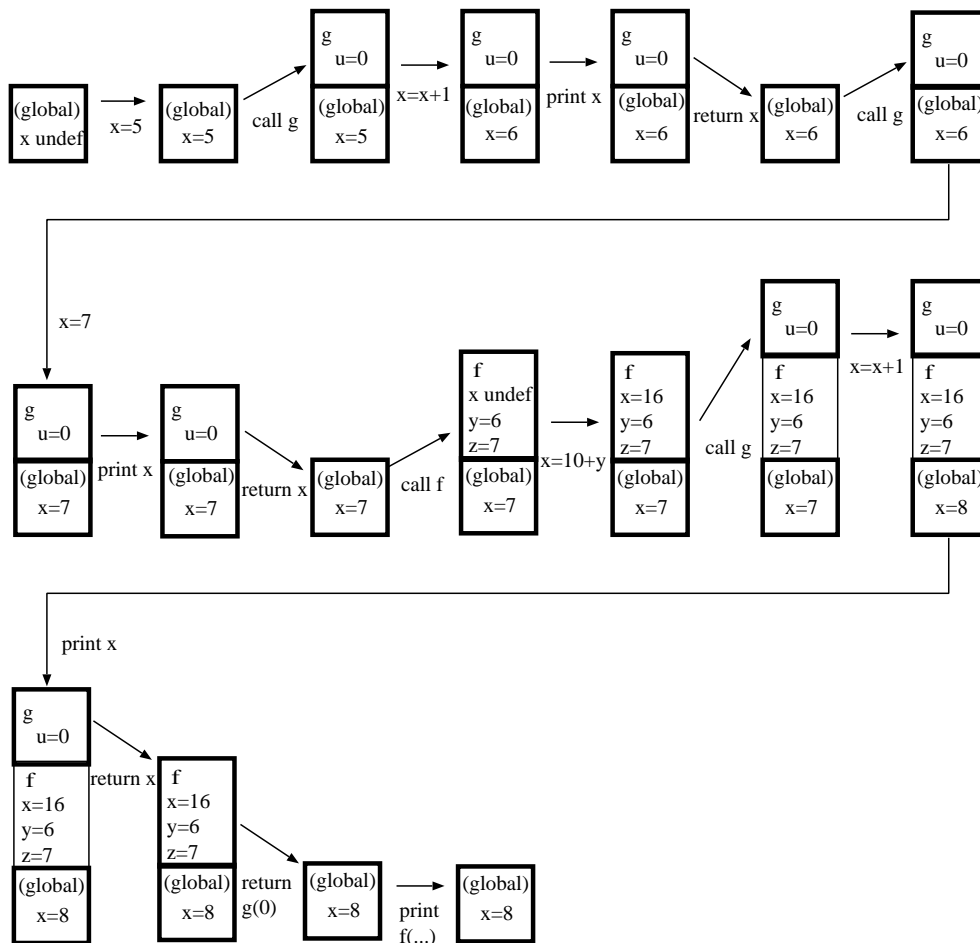 g
u=0
g
u=0
g
u=0
g
u=0
(global)
x undef
x=5
(global)
x=5
call g
(global)
x=5
x=x+1
(global)
x=6
print x
(global)
x=6
return x
(global)
x=6
call g
(global)
x=6
x=7
g
u=0
(global)
x=7
print x
g
u=0
(global)
x=7
return x
(global)
x=7
call f
f
x undef
y=6
z=7
(global)
x=7
x=10+y
f
x=16
y=6
z=7
(global)
x=7
call g
g
u=0
f
x=16
y=6
z=7
(global)
x=7
x=x+1
g
u=0
f
x=16
y=6
z=7
(global)
x=8
print x
g
u=0
f
x=16
y=6
z=7
(global)
x=8
return x
f
x=16
y=6
z=7
(global)
x=8
return
g(0)
(global)
x=8
print
f(...)
(global)
x=8